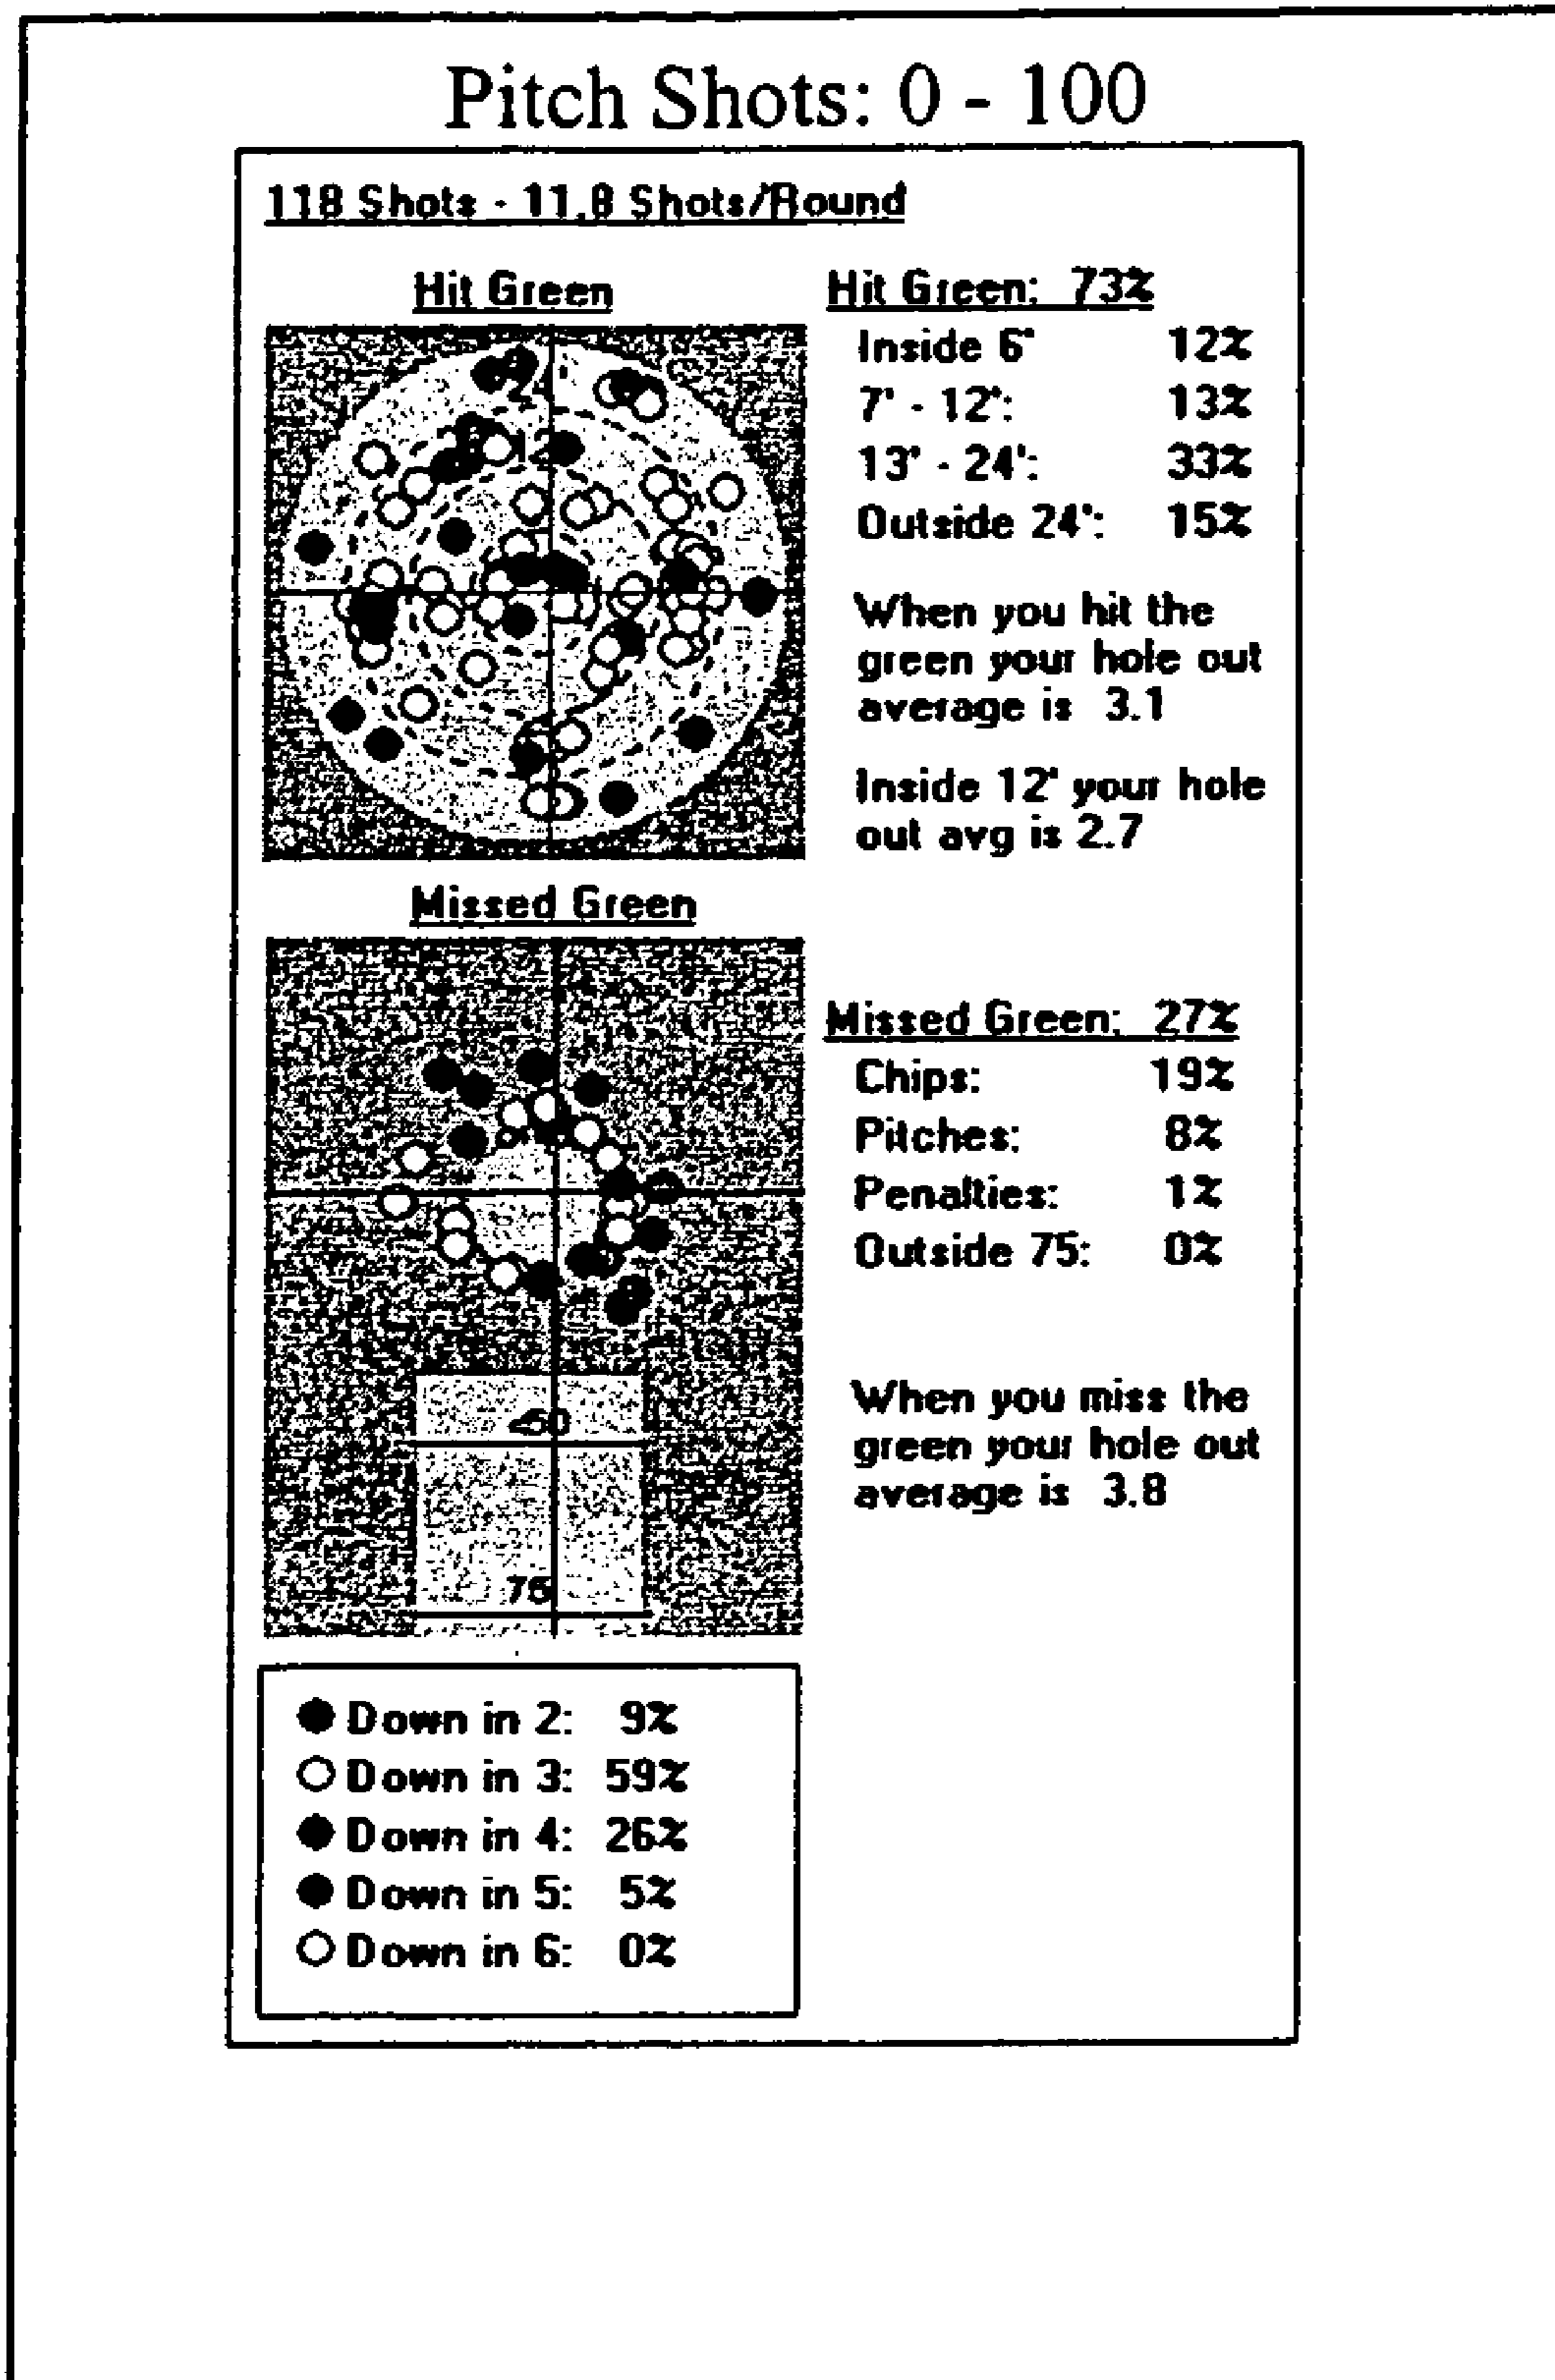 Pitch Shots: 0 - 100
118 Shots - 11.8 Shots/Round
Hit Green
24'
12'
Hit Green: 73%
Inside 6' 12%
7' - 12': 13%
13' - 24': 33%
Outside 24': 15%
When you hit the
green your hole out
average is 3.1
Inside 12' your hole
out avg is 2.7
Missed Green
<50
75
Missed Green: 27%
Chips: 19%
Pitches: 8%
Penalties: 1%
Outside 75: 0%
When you miss the
green your hole out
average is 3.8
Down in 2: 9%
Down in 3: 59%
Down in 4: 26%
Down in 5: 5%
Down in 6: 0%